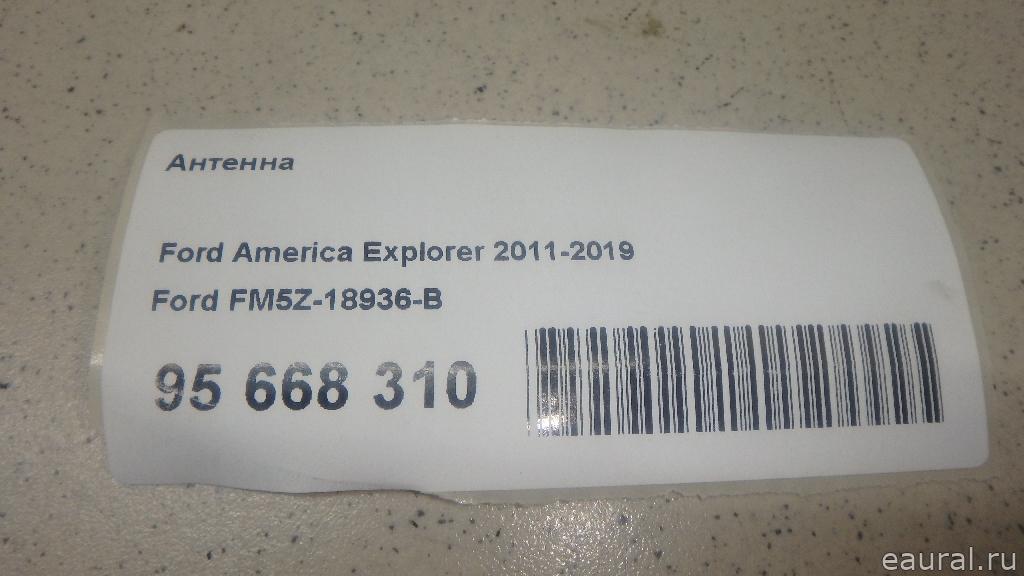 Антенна
Ford America Explorer 2011-2019
Ford FM5Z-18936-B
95 668 310
eaural.ru